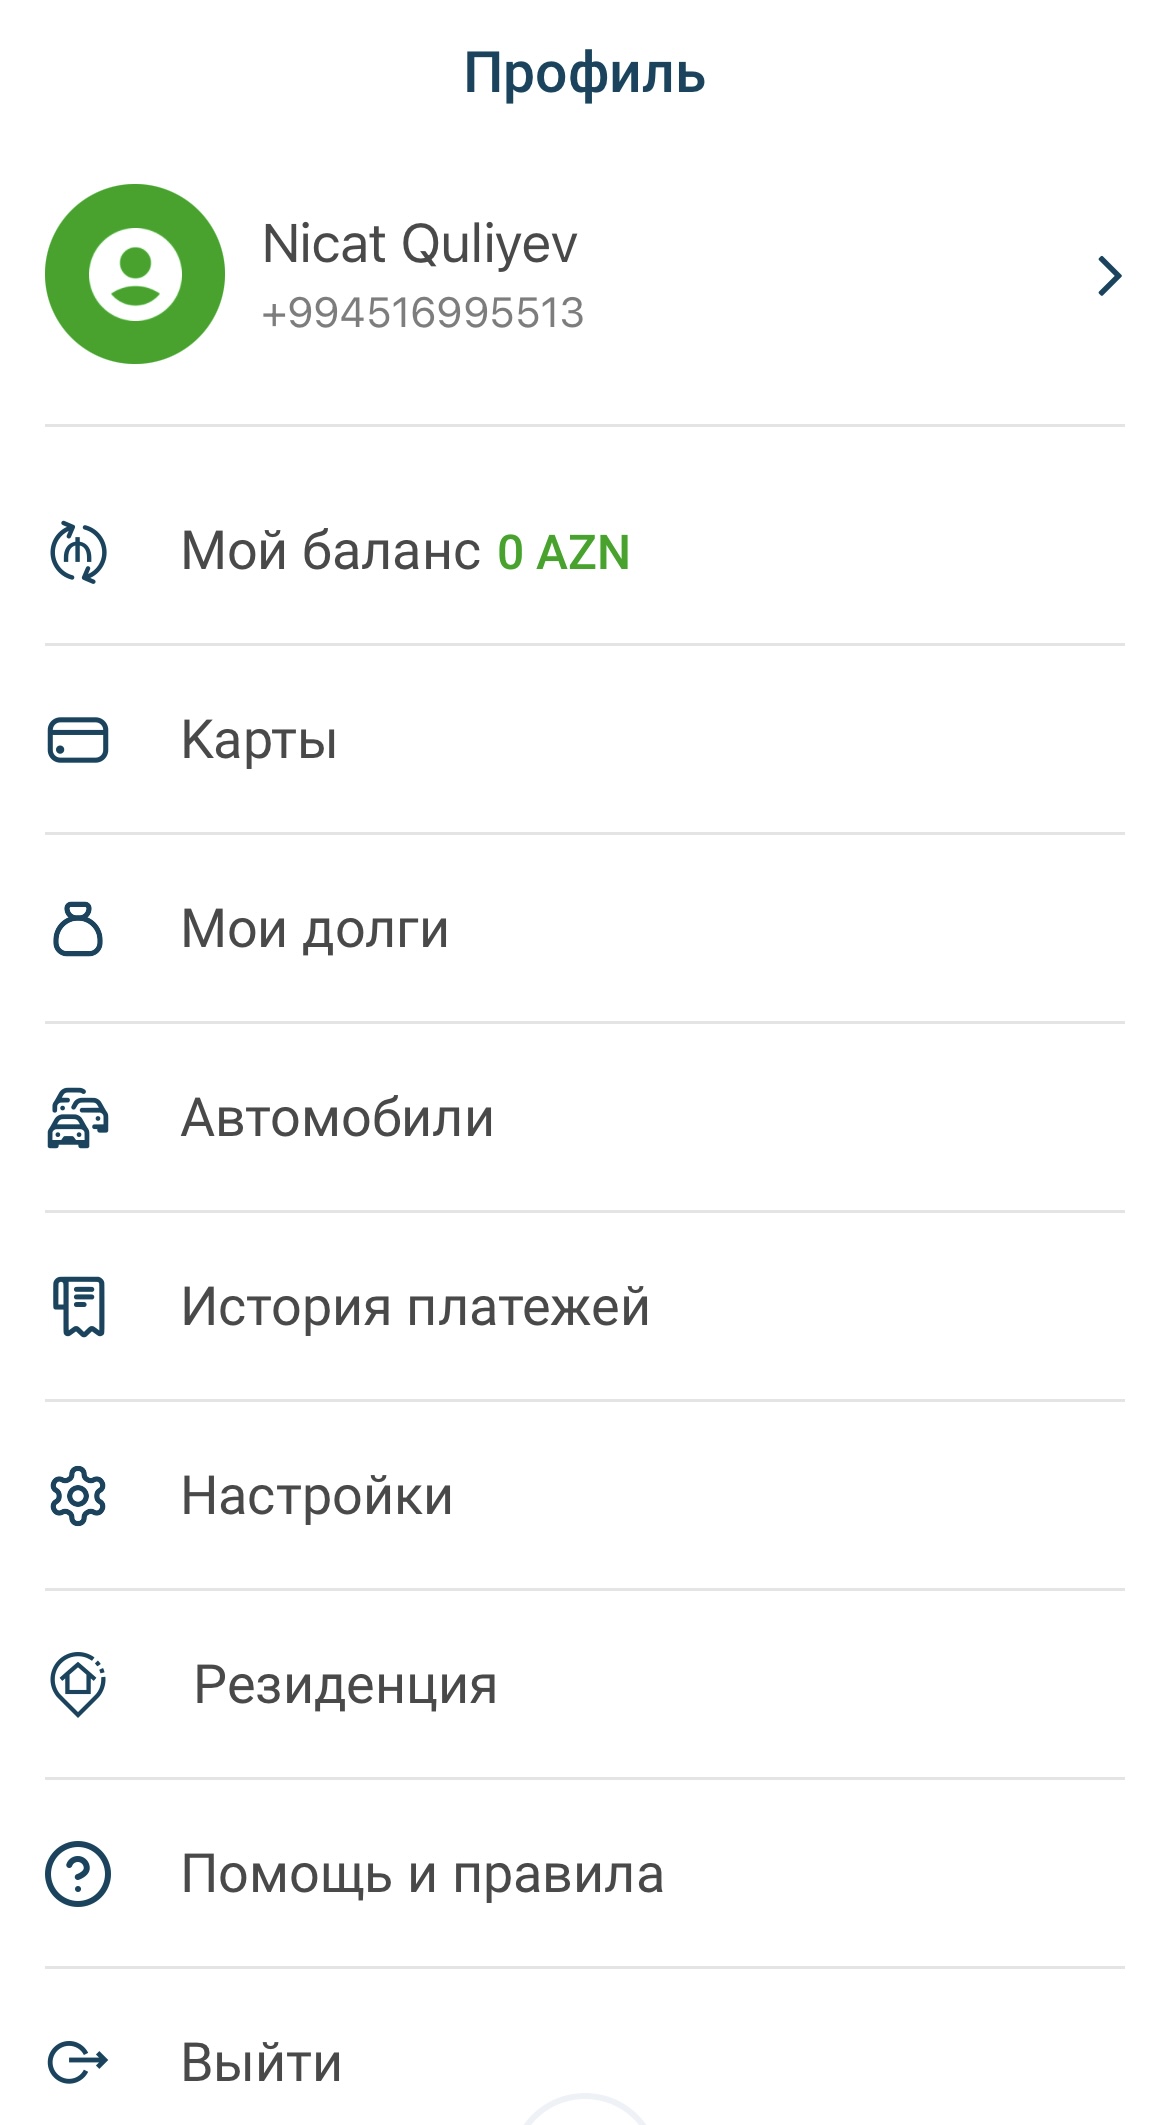 Профиль
Nicat Quliyev
+994516995513
Мой баланс 0 AZN
Карты
Мои долги
Автомобили
История платежей
Настройки
Резиденция
Помощь и правила
Выйти